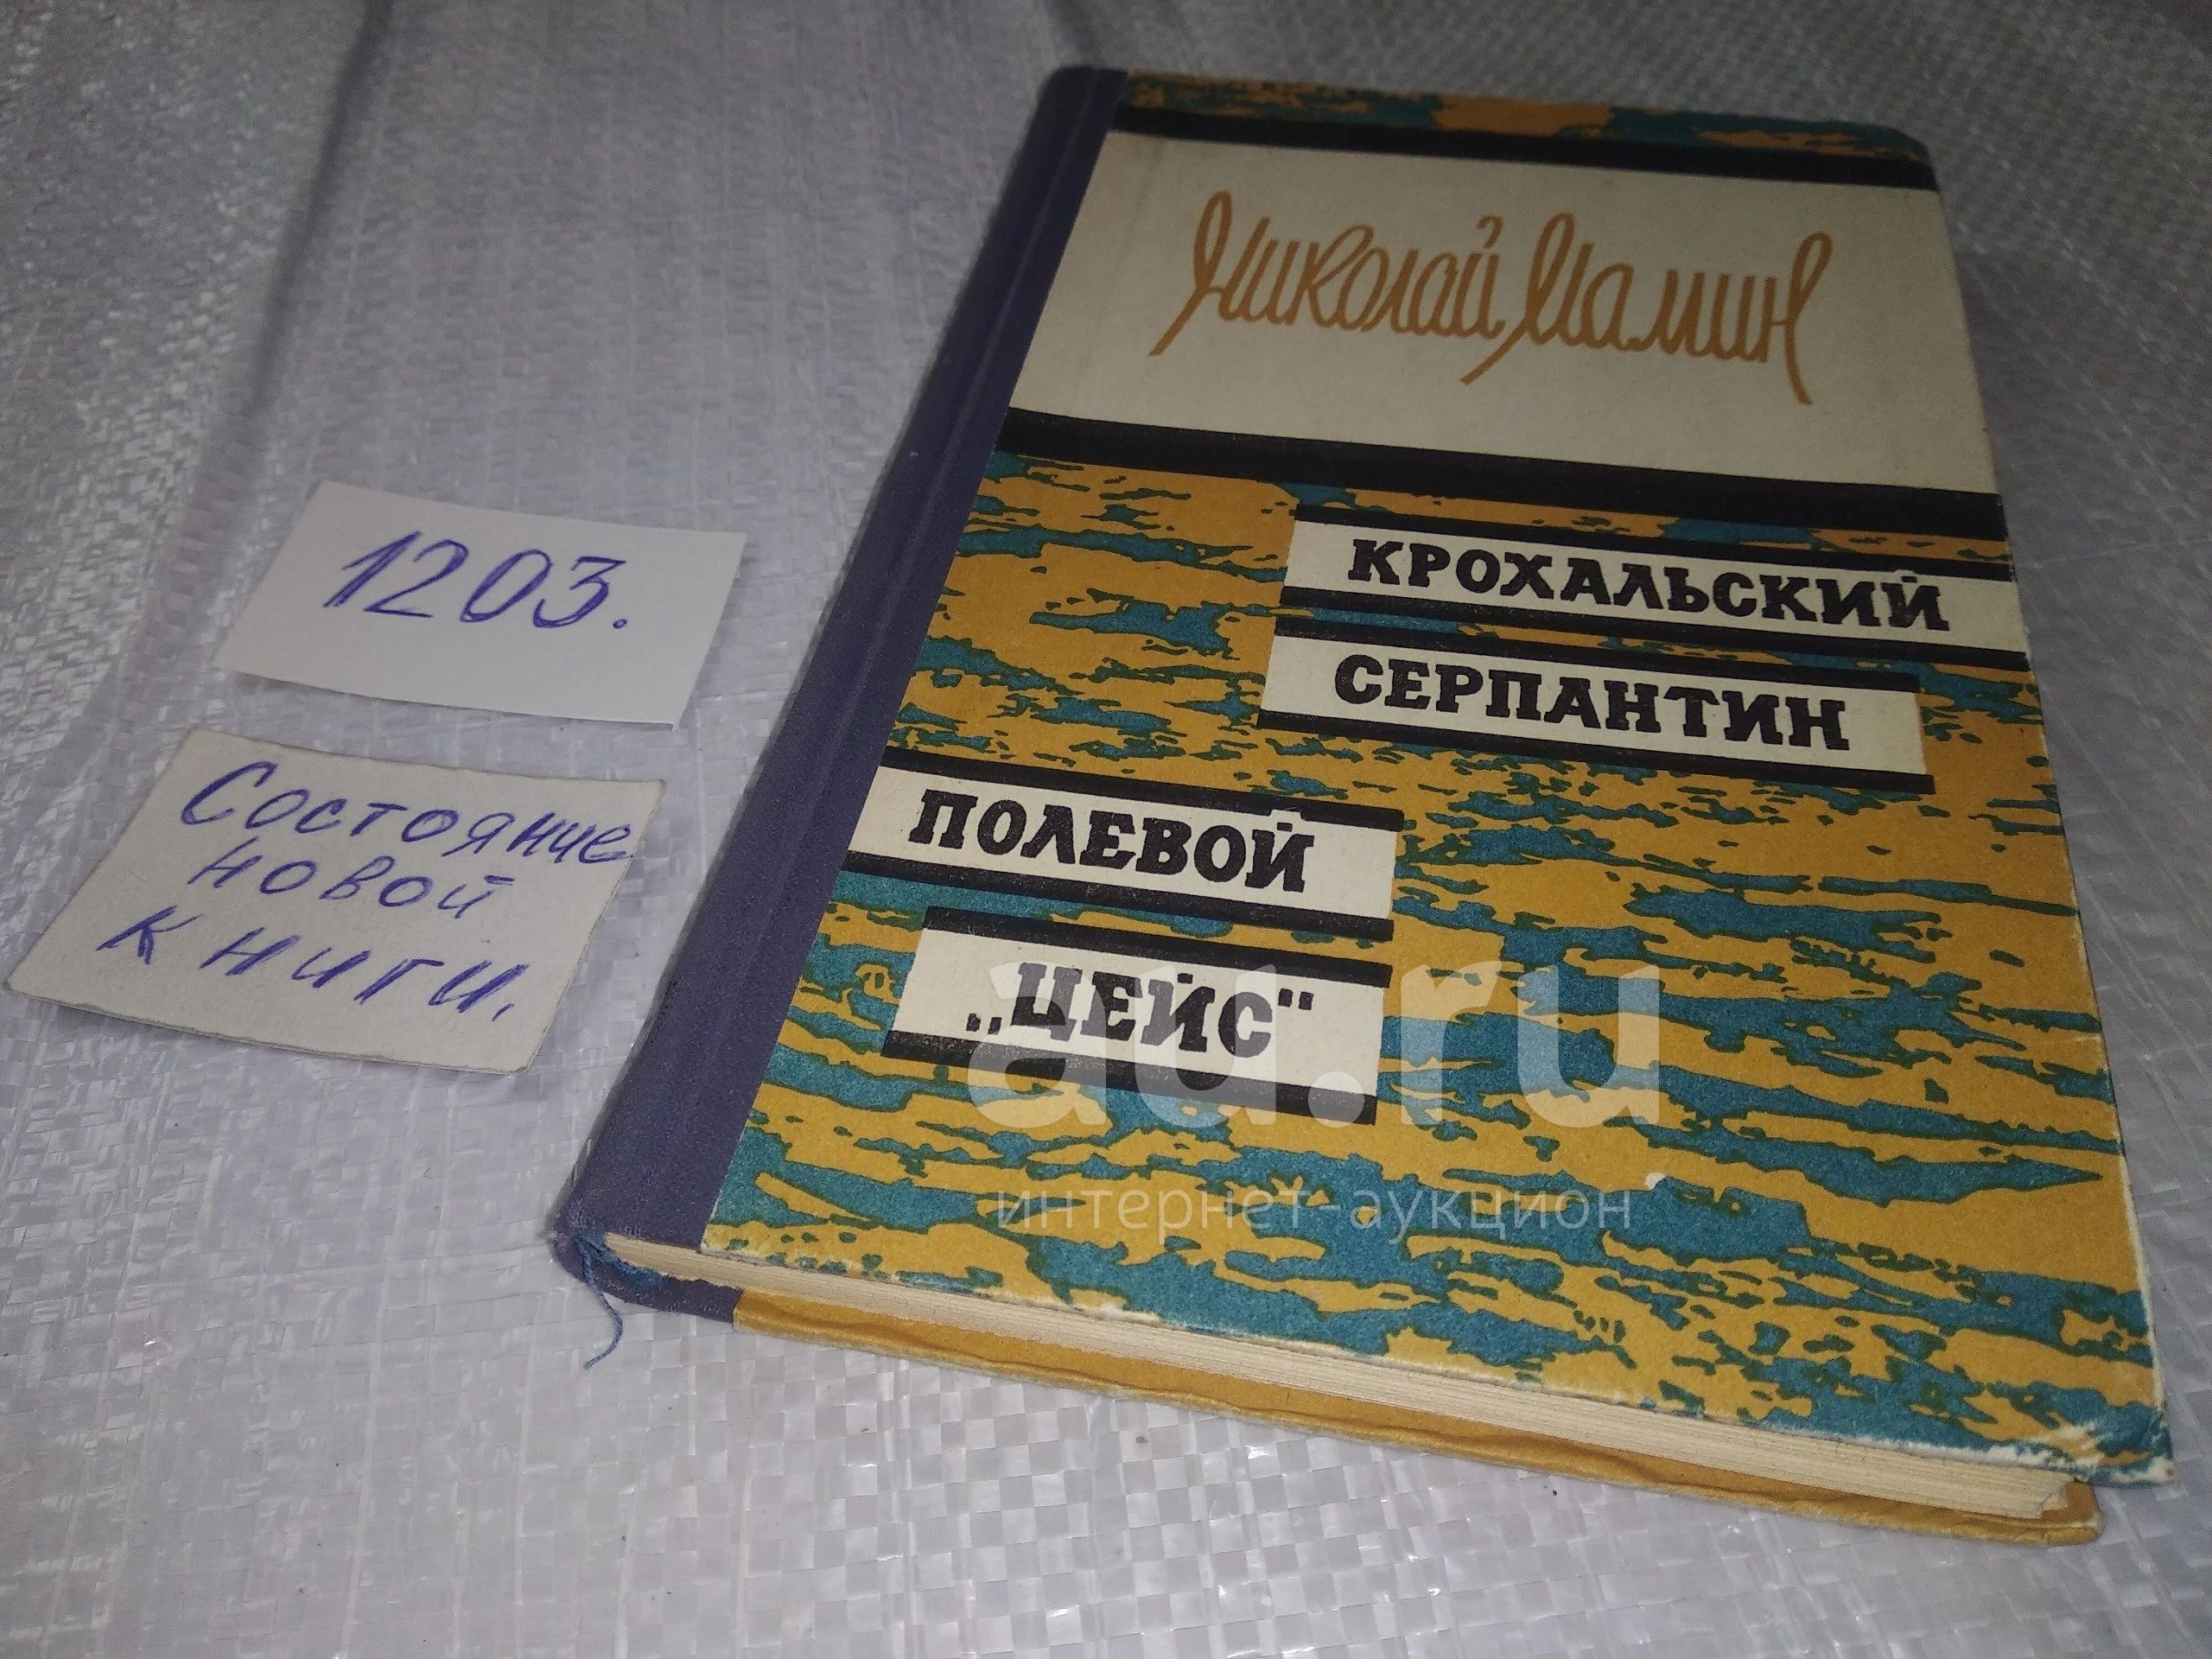 Николай Мамин
КРОХАЛЬСКИЙ
СЕРПАНТИН
ПОЛЕВОЙ
„ЦЕЙС"
1203.
Состояние
новой
книги.
au.ru
интернет-аукцион